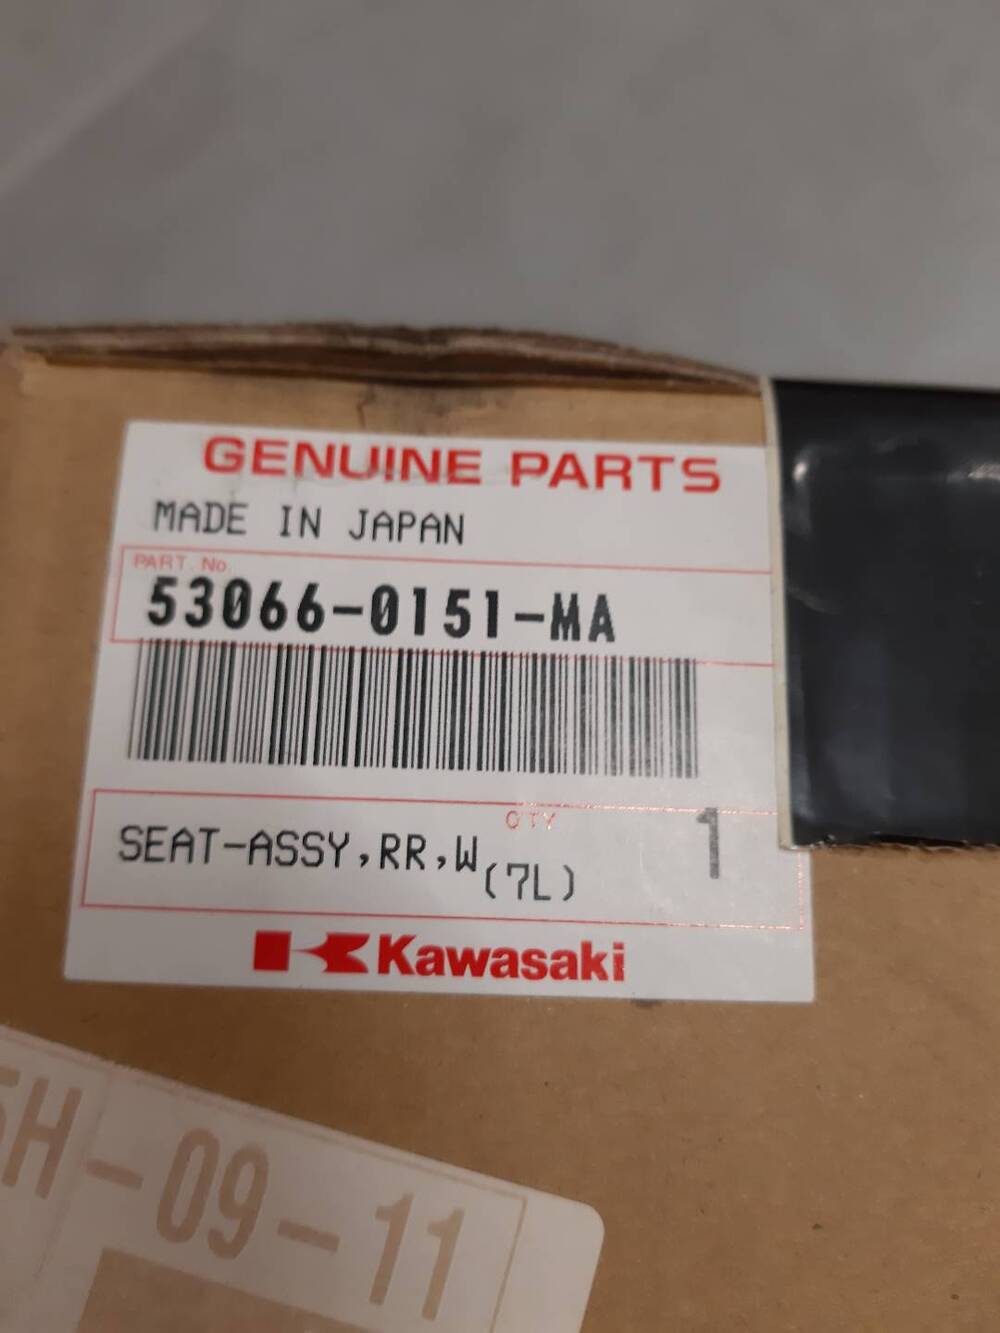 GENUINE PARTS
MADE IN JAPAN
PART. No.
53066-0151-MA
QTY
SEAT-ASSY,RR,W(7L) 1
Kawasaki
H-09-11